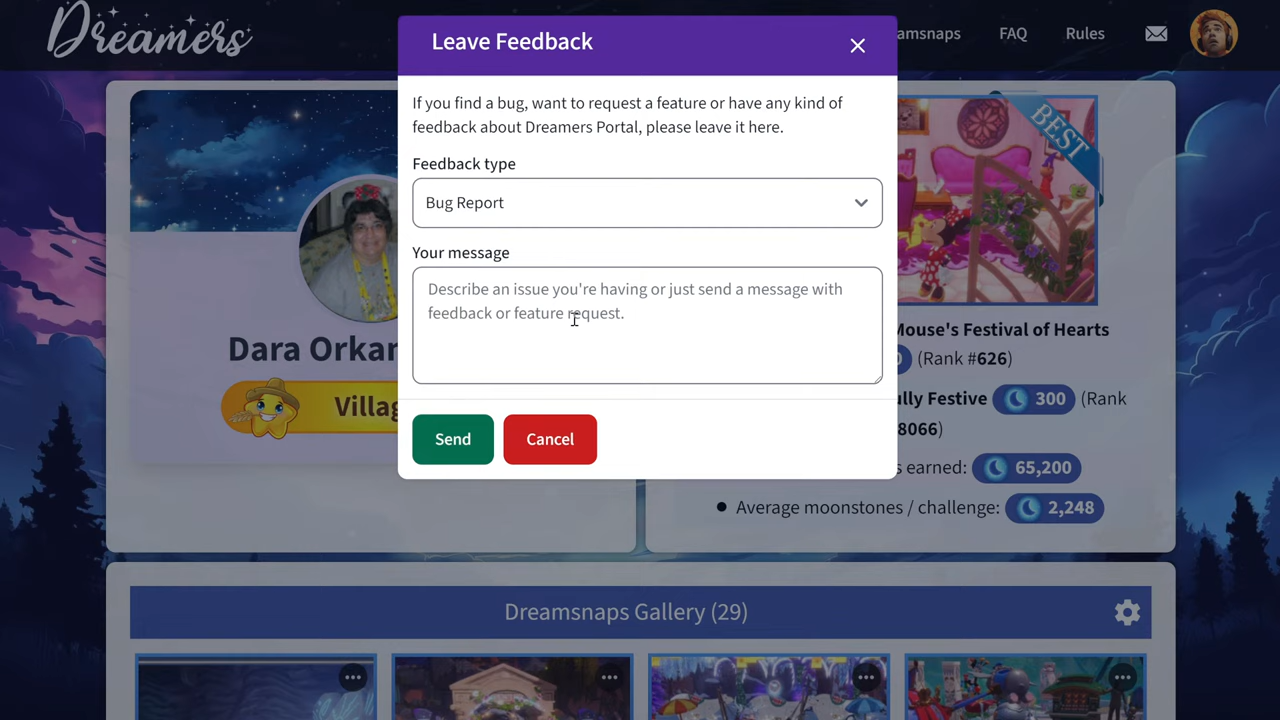 Dreamers
amsnaps
FAQ
Rules
Leave Feedback
If you find a bug, want to request a feature or have any kind of
feedback about Dreamers Portal, please leave it here.
Feedback type
Bug Report
Your message
Describe an issue you're having or just send a message with
feedback or feature request.
Send
Cancel
Dara Orkar
Villag
BEST
Mouse's Festival of Hearts
(Rank #626)
ully Festive 300 (Rank
8066)
s earned: 65,200
Average moonstones / challenge: 2,248
Dreamsnaps Gallery (29)